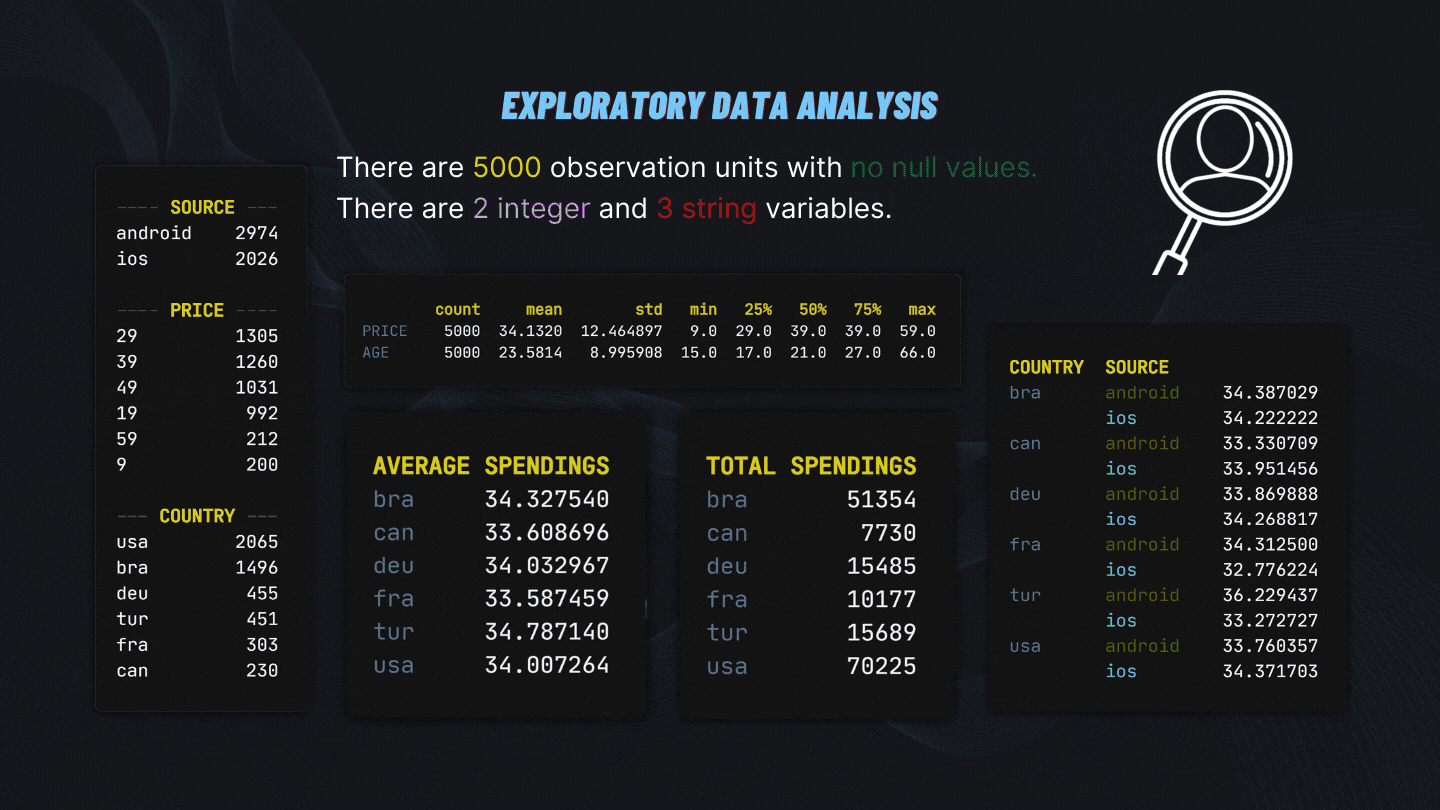 EXPLORATORY DATA ANALYSIS
There are 5000 observation units with no null values.
There are 2 integer and 3 string variables.
---- SOURCE ---
android 2974
ios 2026
---- PRICE ----
29 1305
39 1260
49 1031
19 992
59 212
9 200
--- COUNTRY ---
usa 2065
bra 1496
deu 455
tur 451
fra 303
can 230
count mean std min 25% 50% 75% max
PRICE 5000 34.1320 12.464897 9.0 29.0 39.0 39.0 59.0
AGE 5000 23.5814 8.995908 15.0 17.0 21.0 27.0 66.0
AVERAGE SPENDINGS
bra 34.327540
can 33.608696
deu 34.032967
fra 33.587459
tur 34.787140
usa 34.007264
TOTAL SPENDINGS
bra 51354
can 7730
deu 15485
fra 10177
tur 15689
usa 70225
COUNTRY SOURCE
bra android 34.387029
ios 34.222222
can android 33.330709
ios 33.951456
deu android 33.869888
ios 34.268817
fra android 34.312500
ios 32.776224
tur android 36.229437
ios 33.272727
usa android 33.760357
ios 34.371703